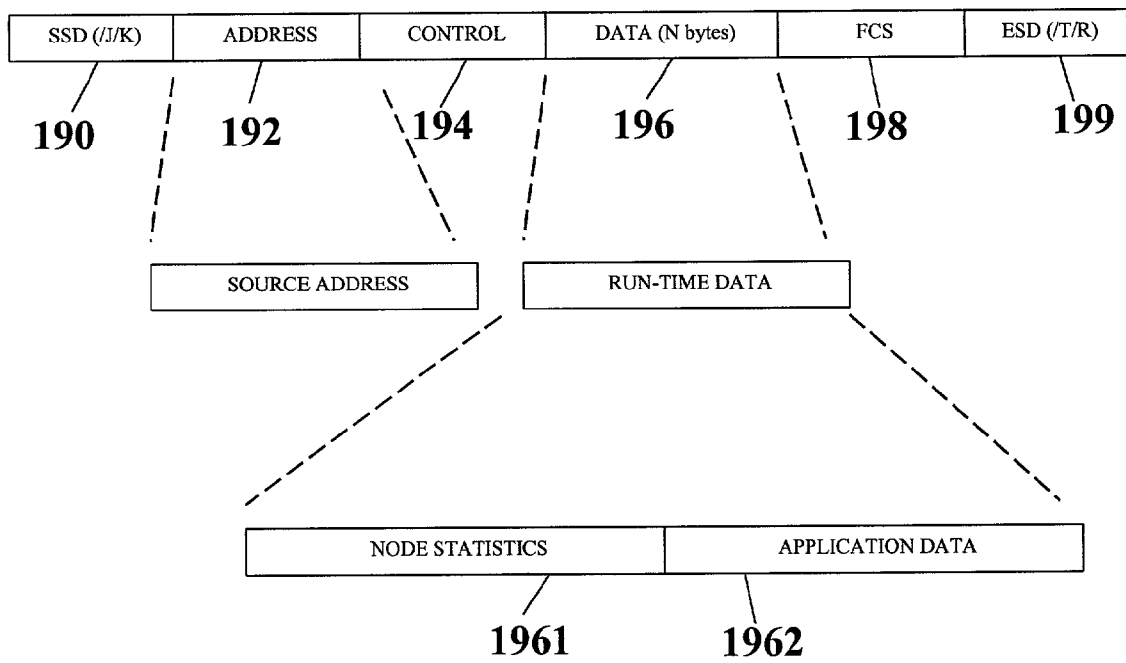 SSD (/J/K) ADDRESS CONTROL DATA (N bytes) FCS ESD (/T/R)
190 192 194 196 198 199
SOURCE ADDRESS RUN-TIME DATA
NODE STATISTICS APPLICATION DATA
1961 1962